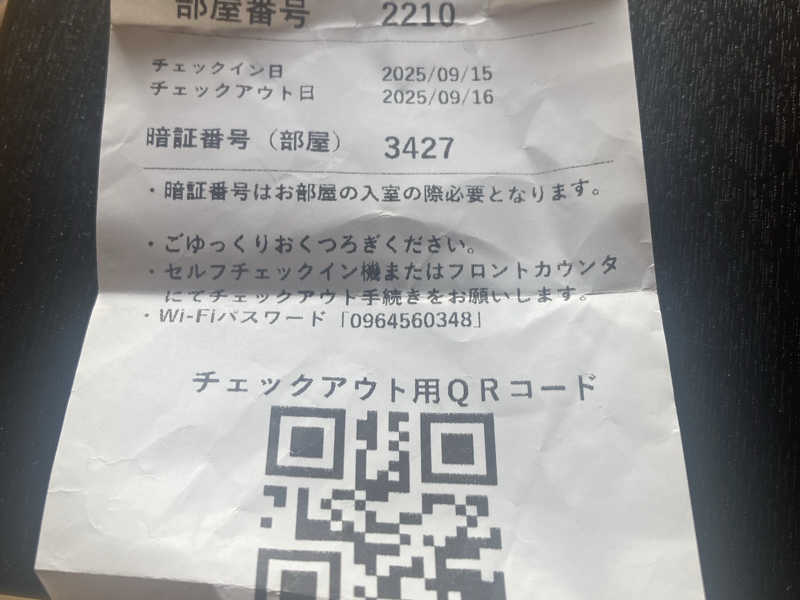 部屋番号 2210
チェックイン日 2025/09/15
チェックアウト日 2025/09/16
暗証番号（部屋） 3427
・暗証番号はお部屋の入室の際必要となります。
・ごゆっくりおくつろぎください。
・セルフチェックイン機またはフロントカウンタ
にてチェックアウト手続きをお願いします。
・Wi-Fiパスワード「0964560348」
チェックアウト用ＱＲコード